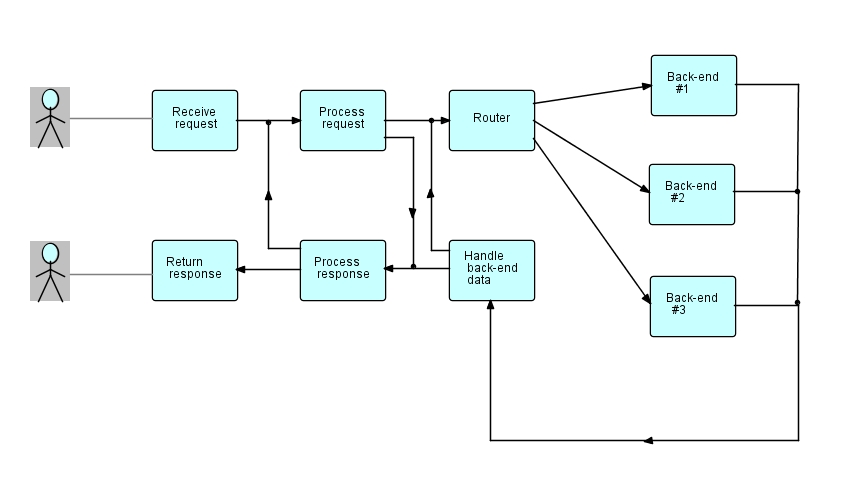 Receive
request
Process
request
Router
Back-end
#1
Back-end
#2
Return
response
Process
response
Handle
back-end
data
Back-end
#3